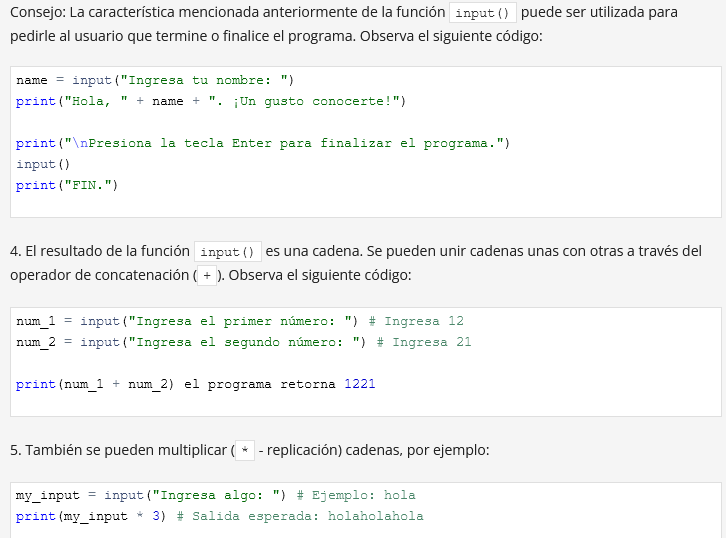 Consejo: La característica mencionada anteriormente de la función input() puede ser utilizada para
pedirle al usuario que termine o finalice el programa. Observa el siguiente código:
name = input("Ingresa tu nombre: ")
print("Hola, " + name + ". ¡Un gusto conocerte!")
print("\nPresiona la tecla Enter para finalizar el programa.")
input()
print("FIN.")
4. El resultado de la función input() es una cadena. Se pueden unir cadenas unas con otras a través del
operador de concatenación ( + ). Observa el siguiente código:
num_1 = input("Ingresa el primer número: ") # Ingresa 12
num_2 = input("Ingresa el segundo número: ") # Ingresa 21
print(num_1 + num_2) el programa retorna 1221
5. También se pueden multiplicar ( * - replicación) cadenas, por ejemplo:
my_input = input("Ingresa algo: ") # Ejemplo: hola
print(my_input * 3) # Salida esperada: holaholahola